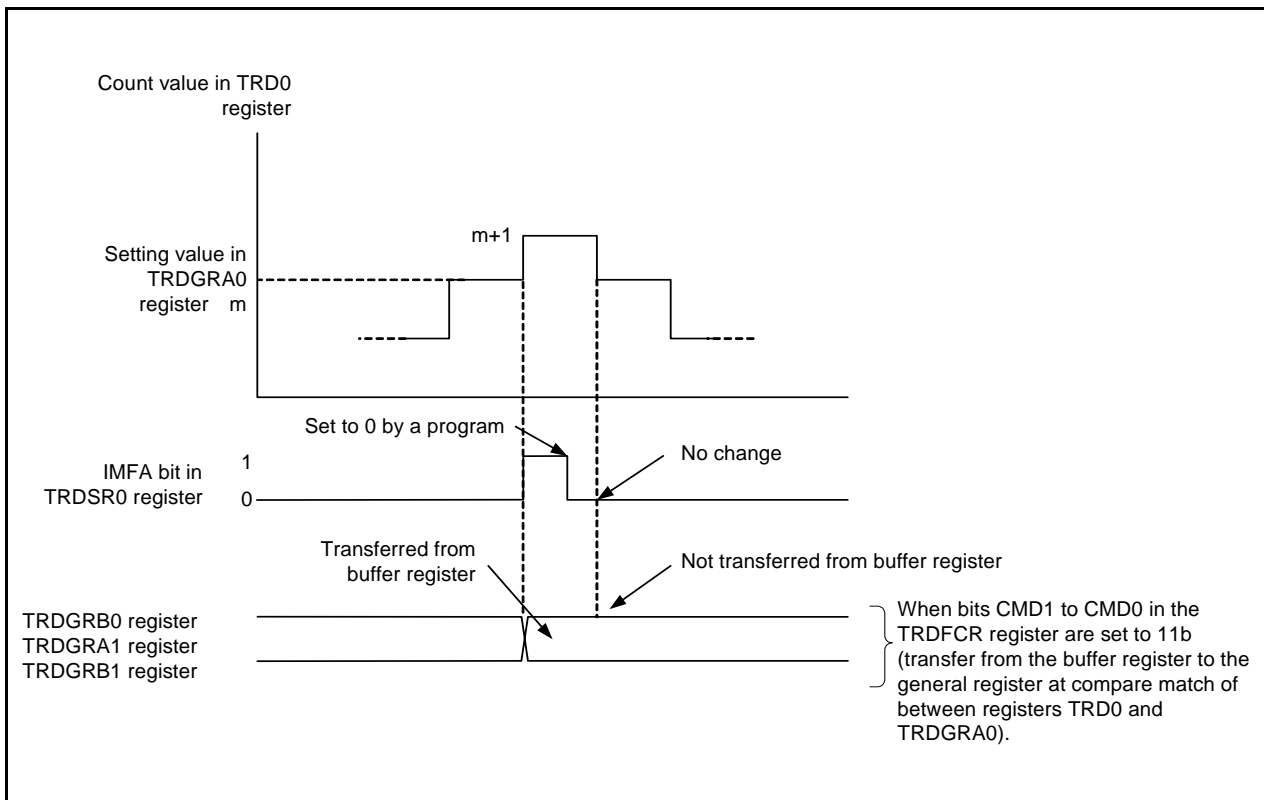 Count value in TRD0
register
m+1
Setting value in
TRDGRA0
register m
Set to 0 by a program
No change
IMFA bit in
TRDSR0 register
1
0
Transferred from
buffer register
Not transferred from buffer register
TRDGRB0 register
TRDGRA1 register
TRDGRB1 register
When bits CMD1 to CMD0 in the
TRDFCR register are set to 11b
(transfer from the buffer register to the
general register at compare match of
between registers TRD0 and
TRDGRA0).